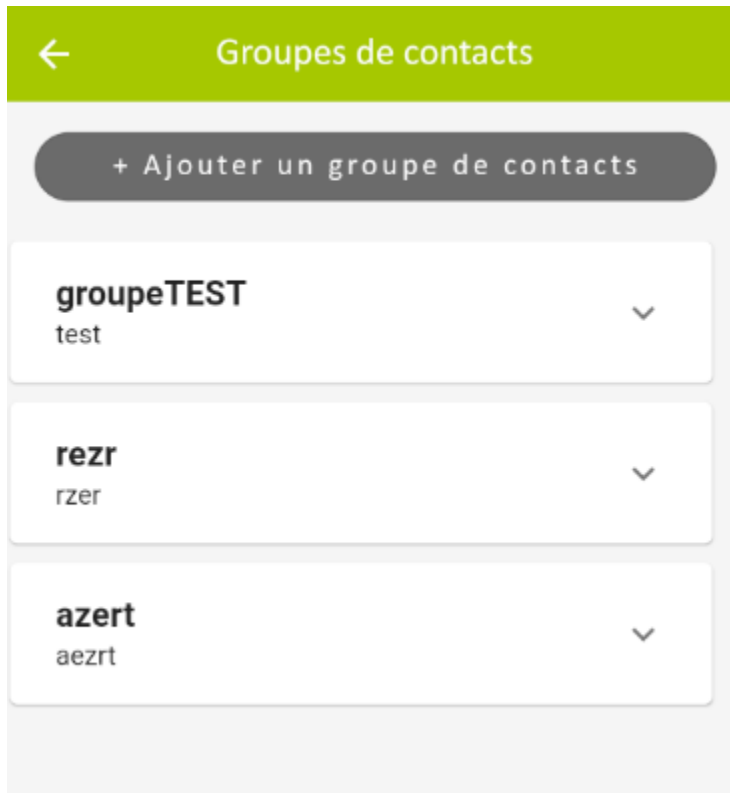 Groupes de contacts
+ Ajouter un groupe de contacts
groupeTEST
test
rezr
rzer
azert
aezrt